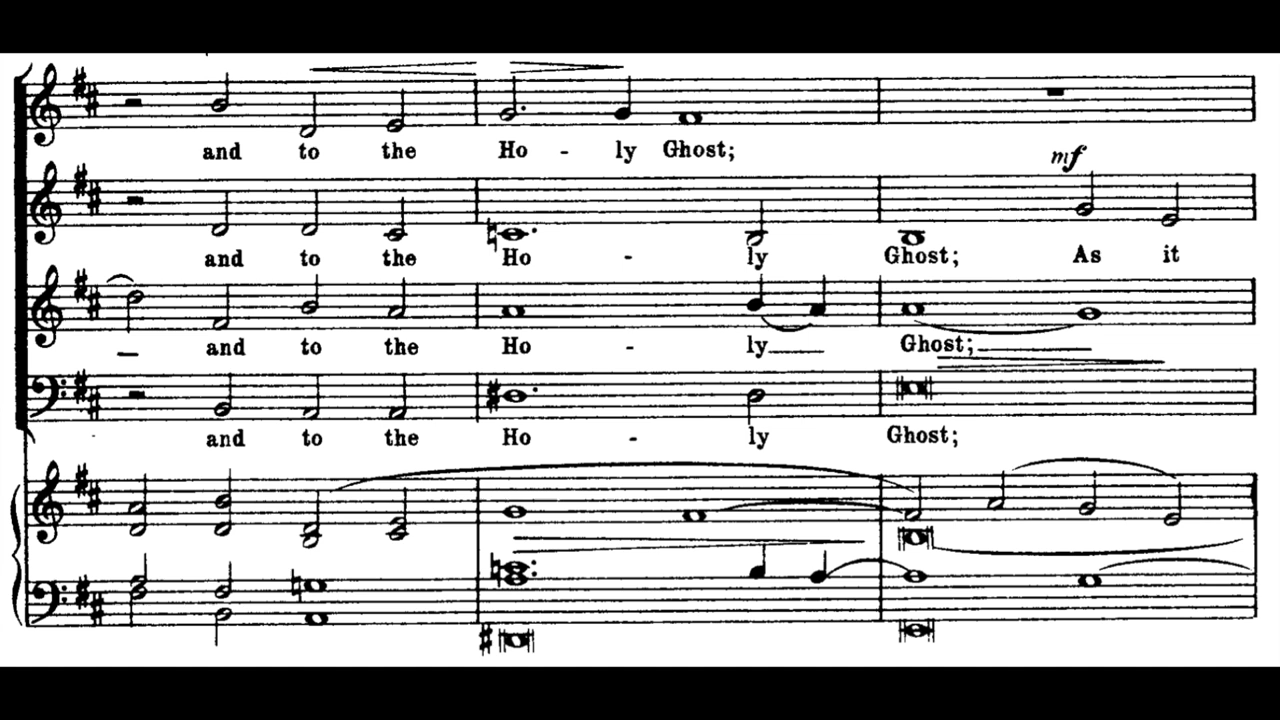 and to the Ho - ly Ghost;
mf
and to the Ho - ly Ghost; As it
and to the Ho - ly Ghost;
and to the Ho - ly Ghost;